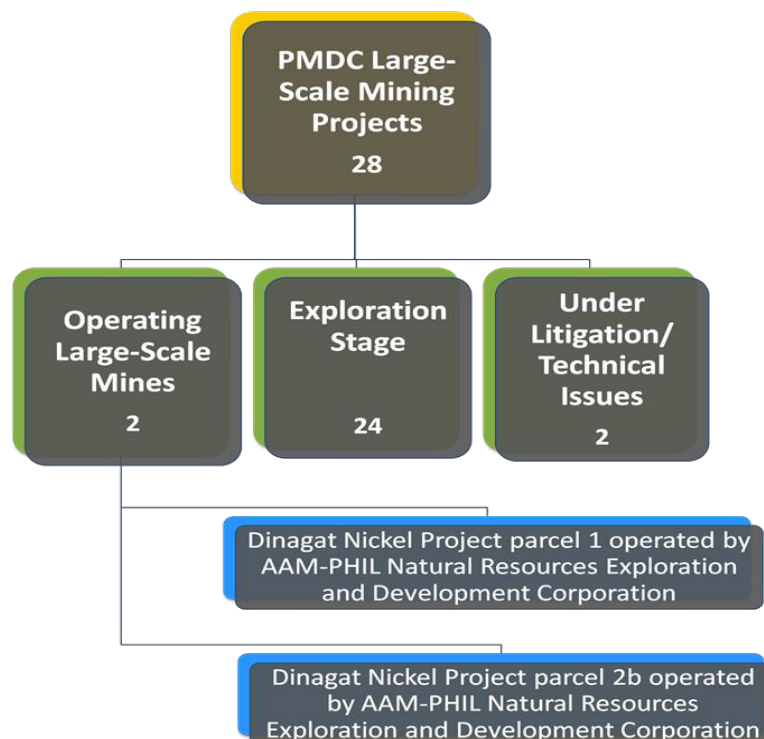 PMDC Large-
Scale Mining
Projects
28
Operating
Large-Scale
Mines
2
Exploration
Stage
24
Under
Litigation/
Technical
Issues
2
Dinagat Nickel Project parcel 1 operated by
AAM-PHIL Natural Resources Exploration
and Development Corporation
Dinagat Nickel Project parcel 2b operated
by AAM-PHIL Natural Resources
Exploration and Development Corporation